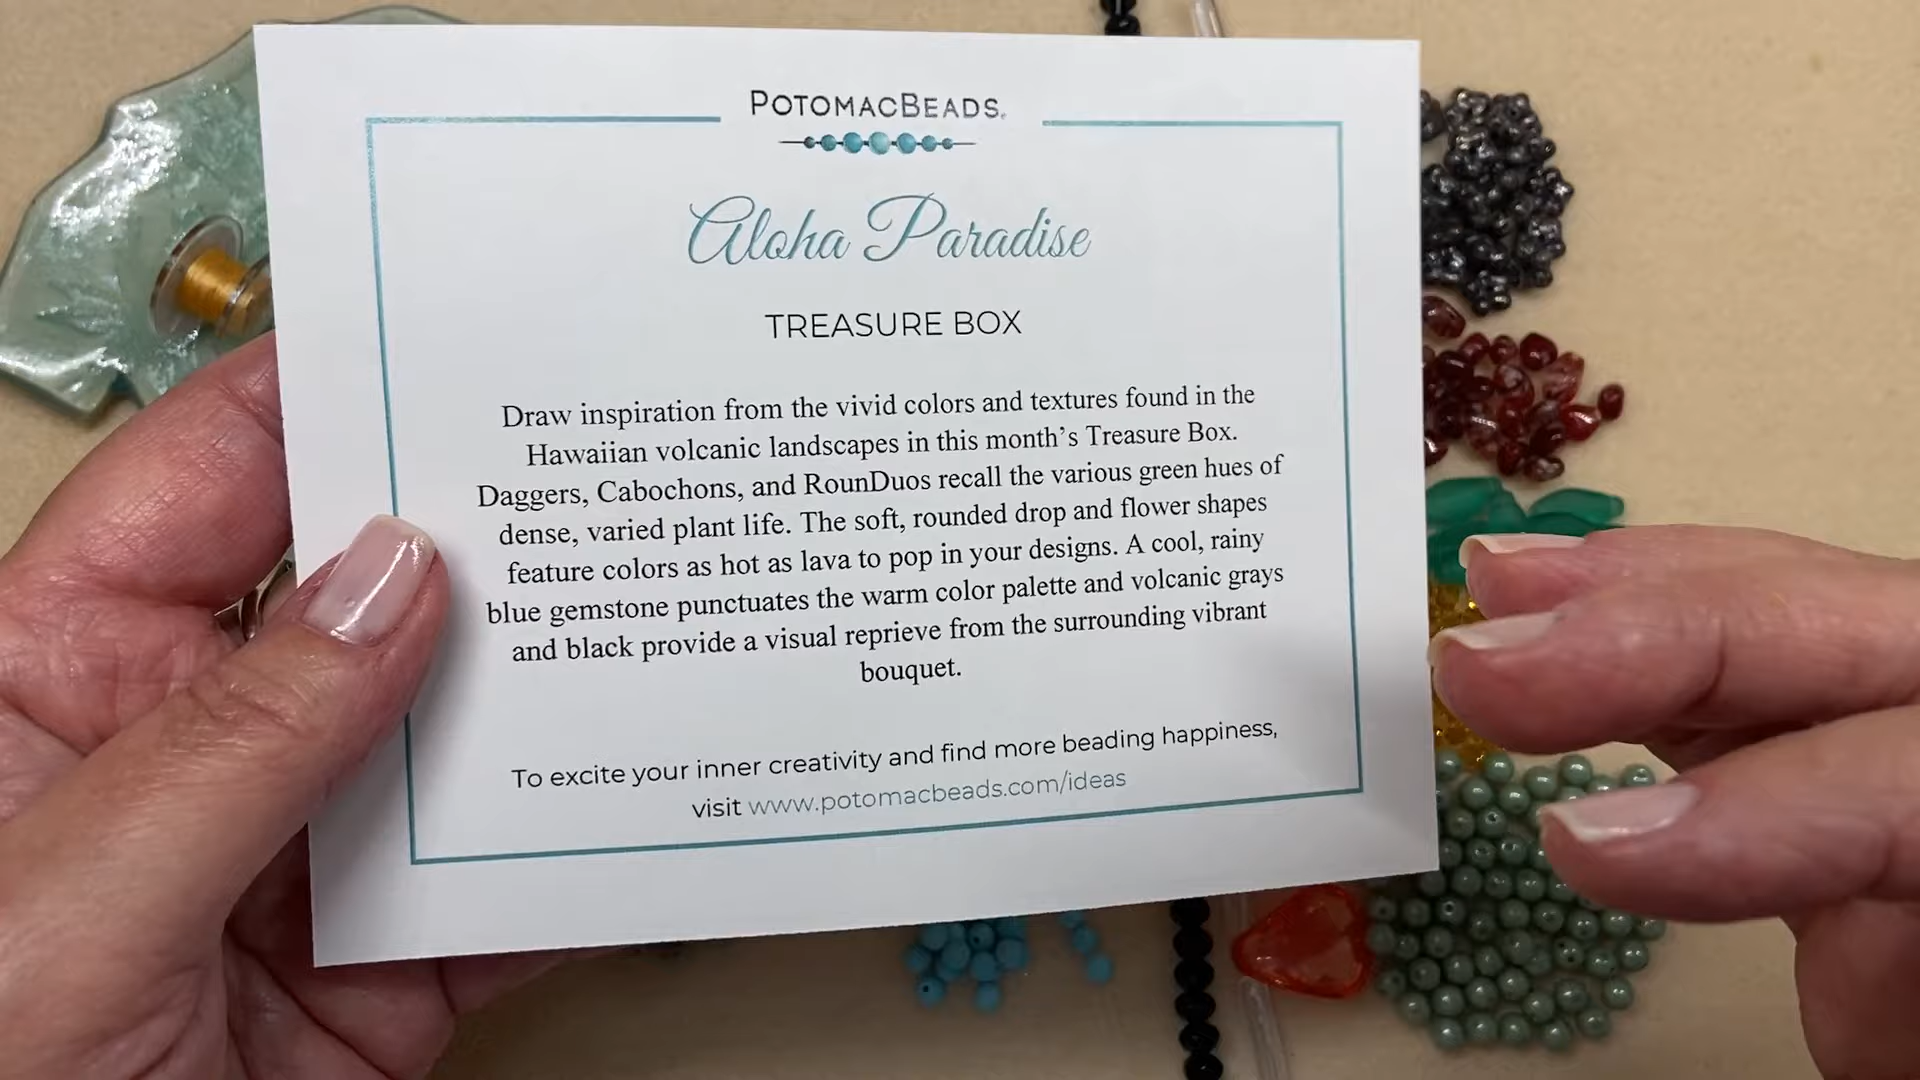 POTOMACBEADS.
Aloha Paradise
TREASURE BOX
Draw inspiration from the vivid colors and textures found in the
Hawaiian volcanic landscapes in this month’s Treasure Box.
Daggers, Cabochons, and RounDuos recall the various green hues of
dense, varied plant life. The soft, rounded drop and flower shapes
feature colors as hot as lava to pop in your designs. A cool, rainy
blue gemstone punctuates the warm color palette and volcanic grays
and black provide a visual reprieve from the surrounding vibrant
bouquet.
To excite your inner creativity and find more beading happiness,
visit www.potomacbeads.com/ideas